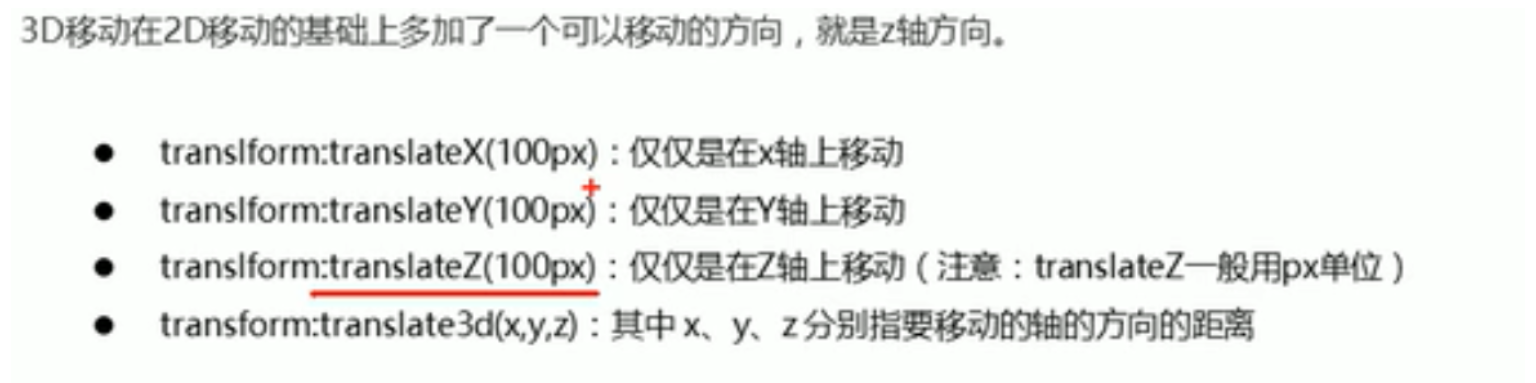 3D移动在2D移动的基础上多加了一个可以移动的方向，就是z轴方向。
● translform:translateX(100px)：仅仅是在x轴上移动
● translform:translateY(100px)：仅仅是在Y轴上移动
● translform:translateZ(100px)：仅仅是在Z轴上移动（注意：translateZ一般用px单位）
● transform:translate3d(x,y,z)：其中 x、y、z 分别指要移动的轴的方向的距离